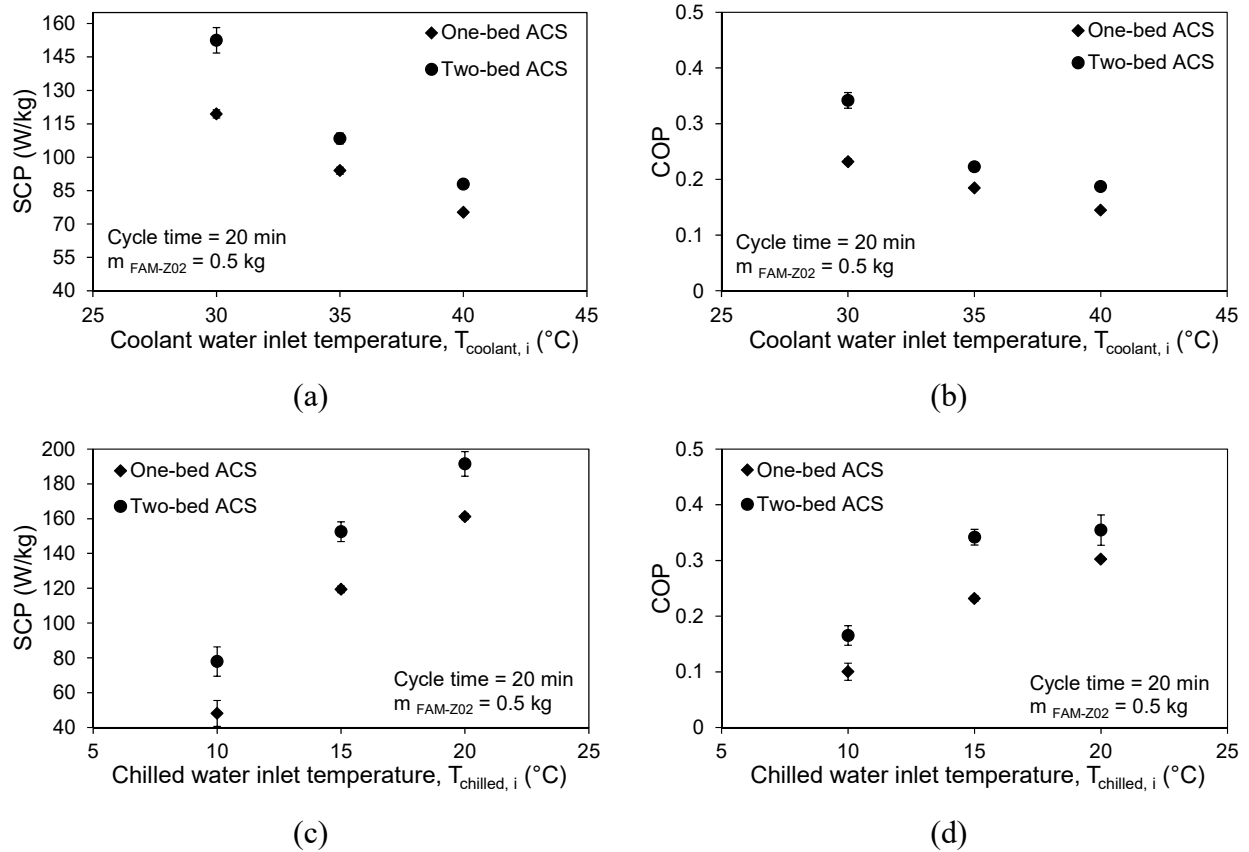 160
145
130
115
100
85
70
55
40
SCP (W/kg)
One-bed ACS
Two-bed ACS
Cycle time = 20 min
m FAM-Z02 = 0.5 kg
25 30 35 40 45
Coolant water inlet temperature, Tcoolant, i (°C)
(a)
0.5
0.4
0.3
0.2
0.1
0
COP
One-bed ACS
Two-bed ACS
Cycle time = 20 min
m FAM-Z02 = 0.5 kg
25 30 35 40 45
Coolant water inlet temperature, Tcoolant, i (°C)
(b)
200
180
160
140
120
100
80
60
40
SCP (W/kg)
One-bed ACS
Two-bed ACS
Cycle time = 20 min
m FAM-Z02 = 0.5 kg
5 10 15 20 25
Chilled water inlet temperature, Tchilled, i (°C)
(c)
0.5
0.4
0.3
0.2
0.1
0
COP
One-bed ACS
Two-bed ACS
Cycle time = 20 min
m FAM-Z02 = 0.5 kg
5 10 15 20 25
Chilled water inlet temperature, Tchilled, i (°C)
(d)